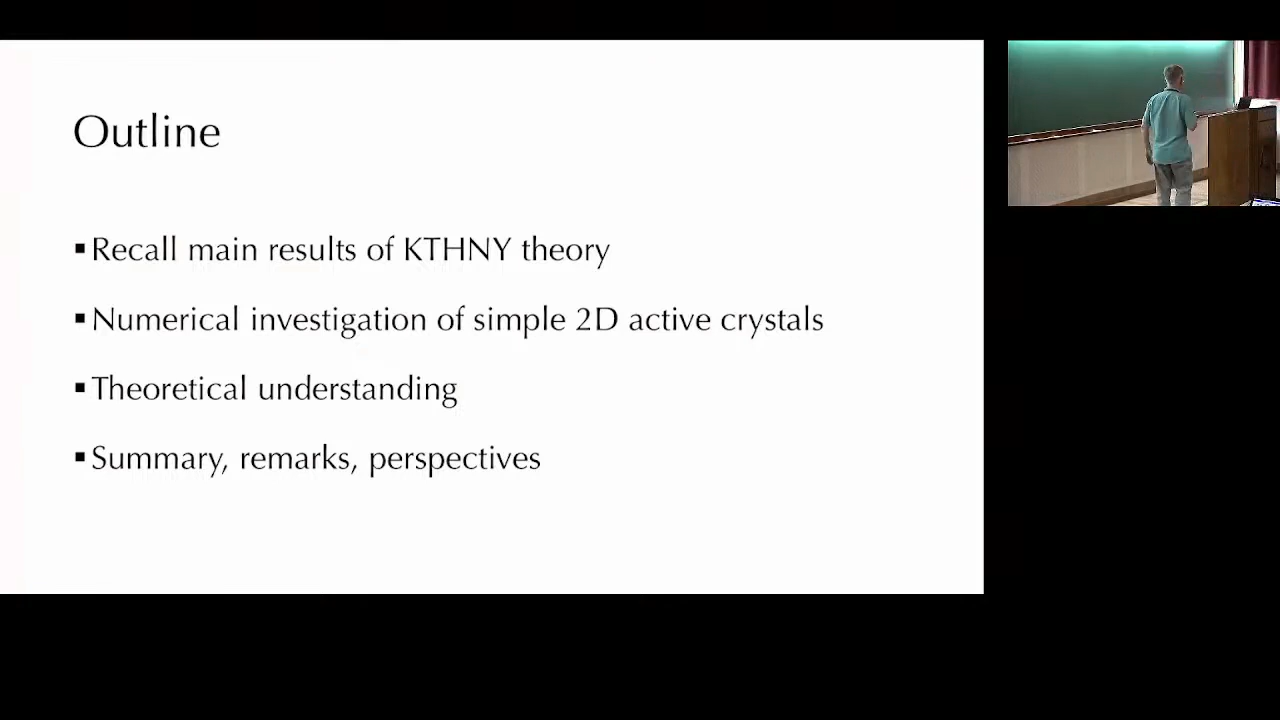 Outline
▪Recall main results of KTHNY theory
▪Numerical investigation of simple 2D active crystals
▪Theoretical understanding
▪Summary, remarks, perspectives